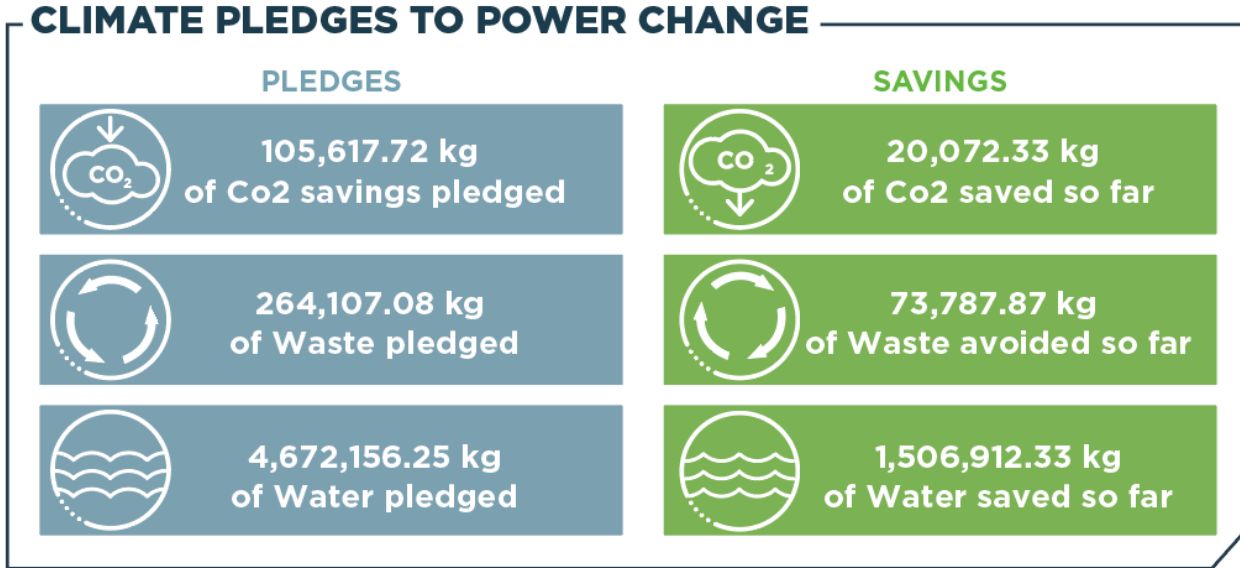 CLIMATE PLEDGES TO POWER CHANGE
PLEDGES
CO2
105,617.72 kg
of Co2 savings pledged
264,107.08 kg
of Waste pledged
4,672,156.25 kg
of Water pledged
SAVINGS
CO 2
20,072.33 kg
of Co2 saved so far
73,787.87 kg
of Waste avoided so far
1,506,912.33 kg
of Water saved so far